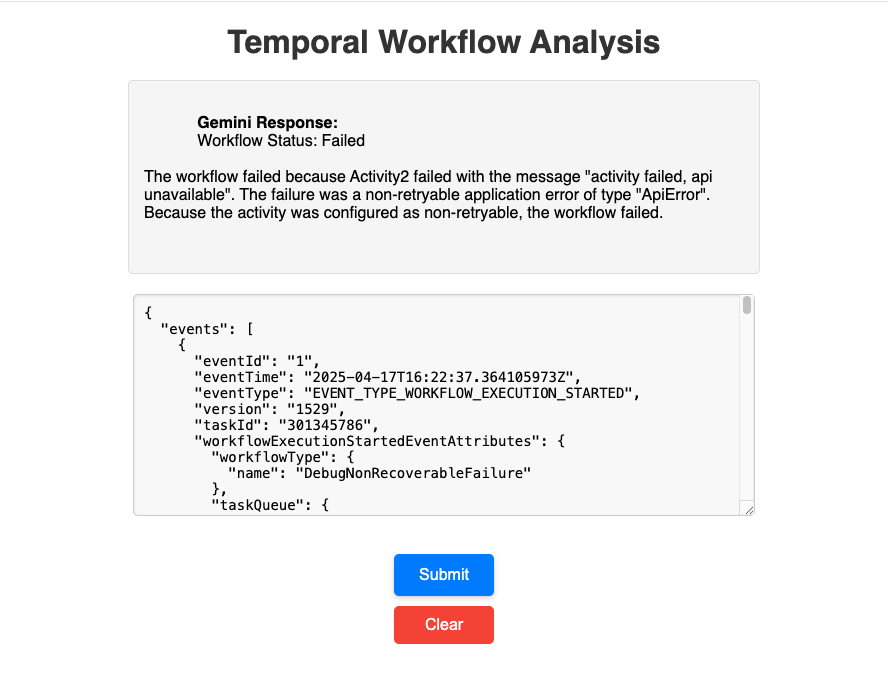 Temporal Workflow Analysis
Gemini Response:
Workflow Status: Failed
The workflow failed because Activity2 failed with the message "activity failed, api
unavailable". The failure was a non-retryable application error of type "ApiError".
Because the activity was configured as non-retryable, the workflow failed.
{
  "events": [
    {
      "eventId": "1",
      "eventTime": "2025-04-17T16:22:37.364105973Z",
      "eventType": "EVENT_TYPE_WORKFLOW_EXECUTION_STARTED",
      "version": "1529",
      "taskId": "301345786",
      "workflowExecutionStartedEventAttributes": {
        "workflowType": {
          "name": "DebugNonRecoverableFailure"
        },
        "taskQueue": {
Submit
Clear